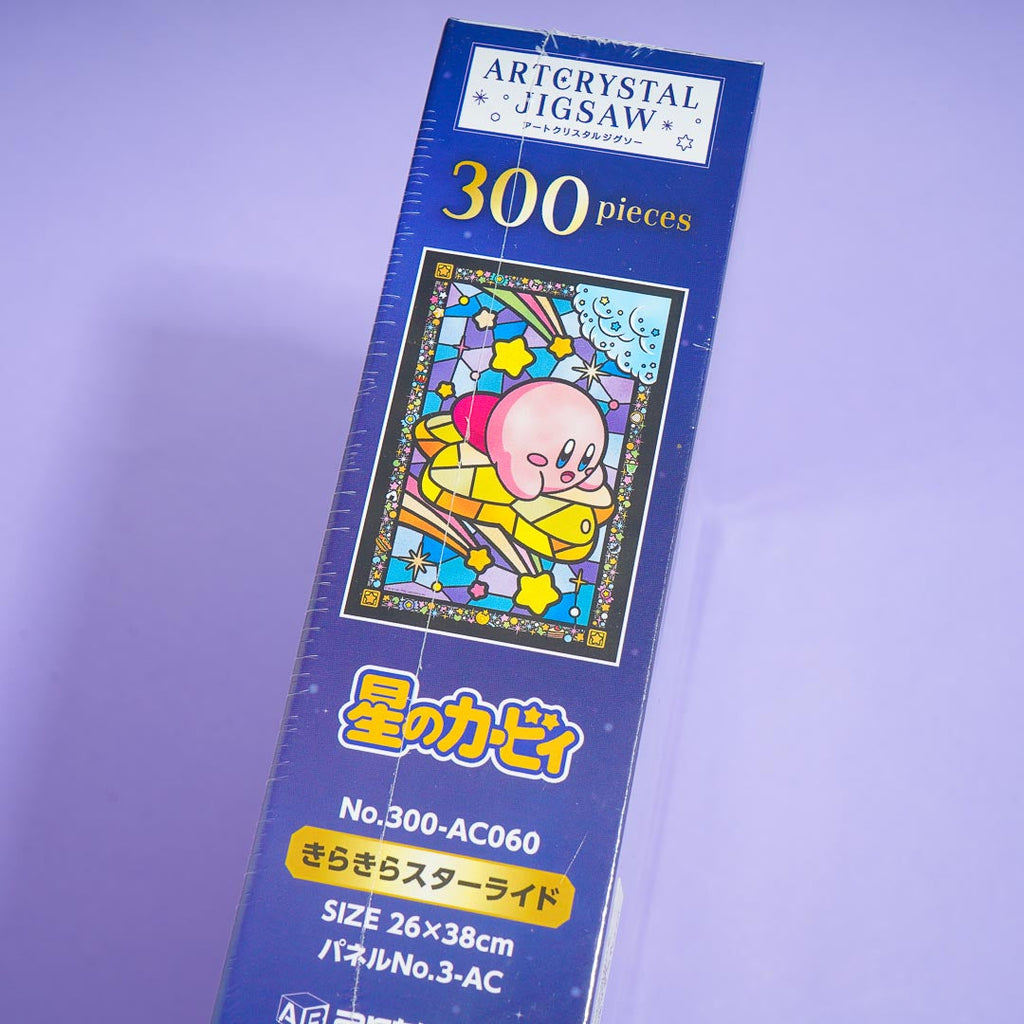 ARTCRYSTAL
JIGSAW
アートクリスタルジグソー
300 pieces
星のカービィ
No.300-AC060
きらきらスターライド
SIZE 26×38cm
パネルNo.3-AC